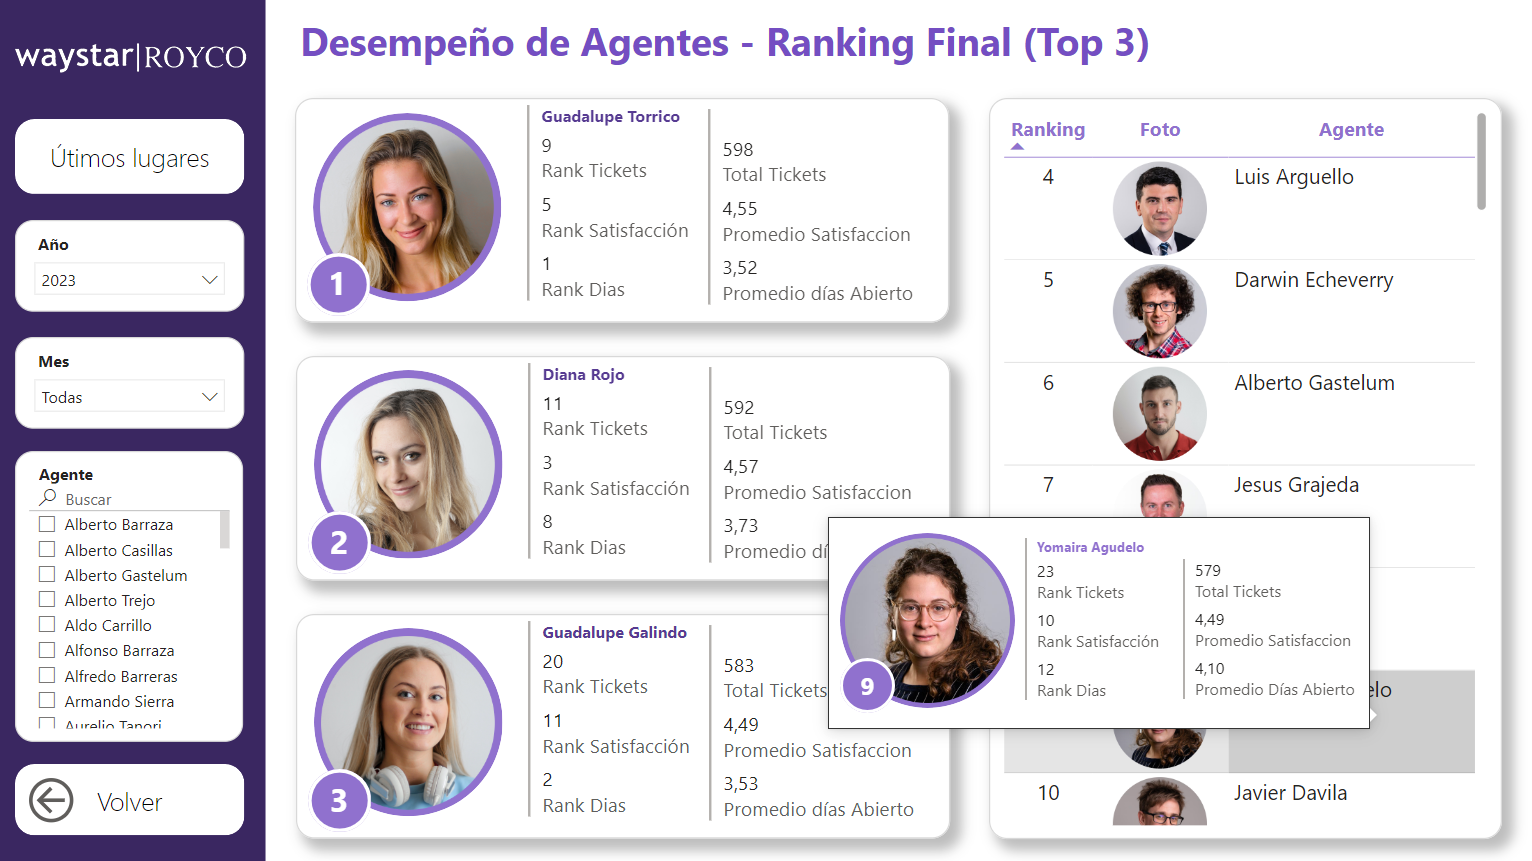 waystar|ROYCO
Útimos lugares
Año
2023
Mes
Todas
Agente
Buscar
Alberto Barraza
Alberto Casillas
Alberto Gastelum
Alberto Trejo
Aldo Carrillo
Alfonso Barraza
Alfredo Barreras
Armando Sierra
Aurelio Tanori
Volver
Desempeño de Agentes - Ranking Final (Top 3)
1
Guadalupe Torrico
9
Rank Tickets
5
Rank Satisfacción
1
Rank Dias
598
Total Tickets
4,55
Promedio Satisfaccion
3,52
Promedio días Abierto
2
Diana Rojo
11
Rank Tickets
3
Rank Satisfacción
8
Rank Dias
592
Total Tickets
4,57
Promedio Satisfaccion
3,73
Promedio
3
Guadalupe Galindo
20
Rank Tickets
11
Rank Satisfacción
2
Rank Dias
583
Total Tickets
4,49
Promedio Satisfaccion
3,53
Promedio días Abierto
Ranking Foto Agente
4 Luis Arguello
5 Darwin Echeverry
6 Alberto Gastelum
7 Jesus Grajeda
9
Yomaira Agudelo
23
Rank Tickets
10
Rank Satisfacción
12
Rank Dias
579
Total Tickets
4,49
Promedio Satisfaccion
4,10
Promedio Días Abierto
10 Javier Davila